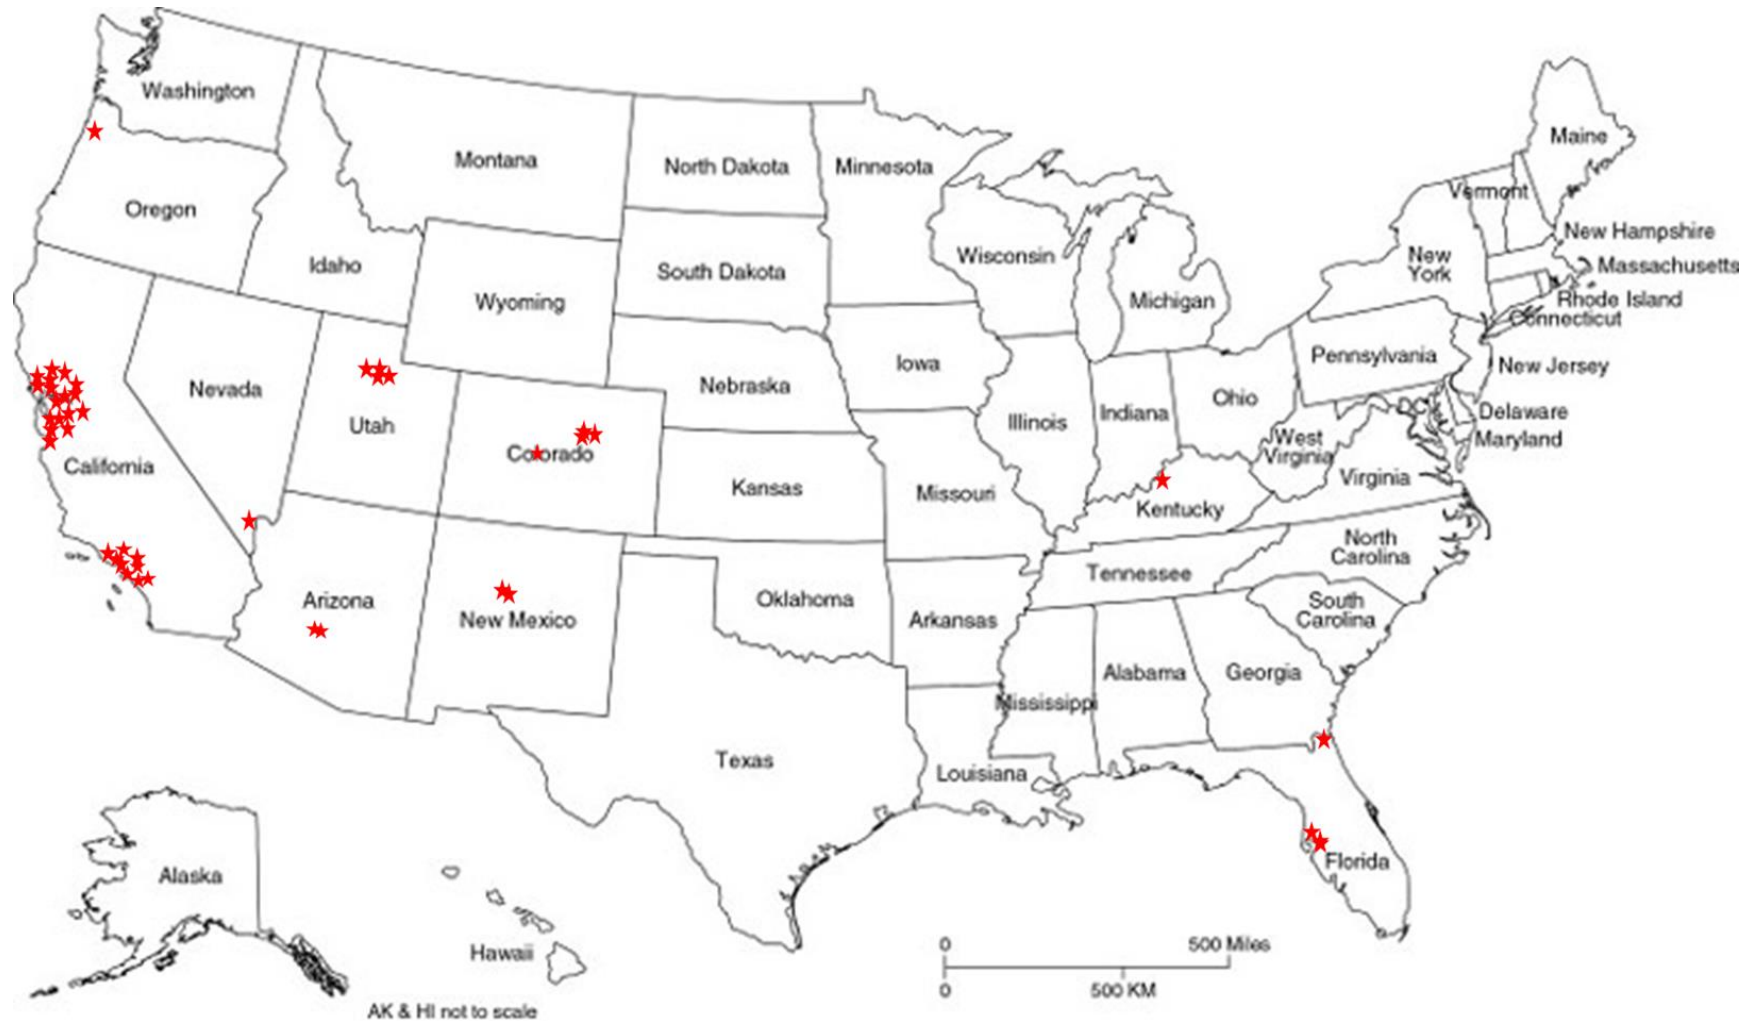 Washington
Montana
North Dakota
Minnesota
Maine
Vermont
Oregon
Idaho
Wyoming
South Dakota
Wisconsin
Michigan
New
York
New Hampshire
Massachusetts
Rhode Island
Connecticut
Nevada
Utah
Colorado
Nebraska
Iowa
Illinois
Indiana
Ohio
Pennsylvania
New Jersey
Delaware
Maryland
DC
West
Virginia
Virginia
California
Kansas
Missouri
Kentucky
North
Carolina
Tennessee
South
Carolina
Arizona
New Mexico
Oklahoma
Arkansas
Mississippi
Alabama
Georgia
Texas
Louisiana
Florida
Alaska
Hawaii
0
500 Miles
0
500 KM
AK & HI not to scale